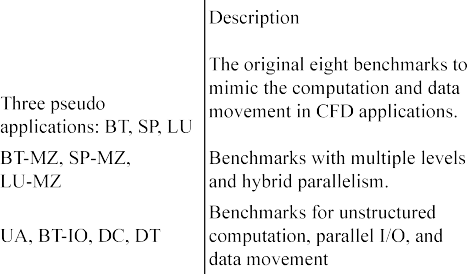 Description
The original eight benchmarks to
mimic the computation and data
movement in CFD applications.
Three pseudo
applications: BT, SP, LU
BT-MZ, SP-MZ,
LU-MZ
Benchmarks with multiple levels
and hybrid parallelism.
UA, BT-IO, DC, DT
Benchmarks for unstructured
computation, parallel I/O, and
data movement